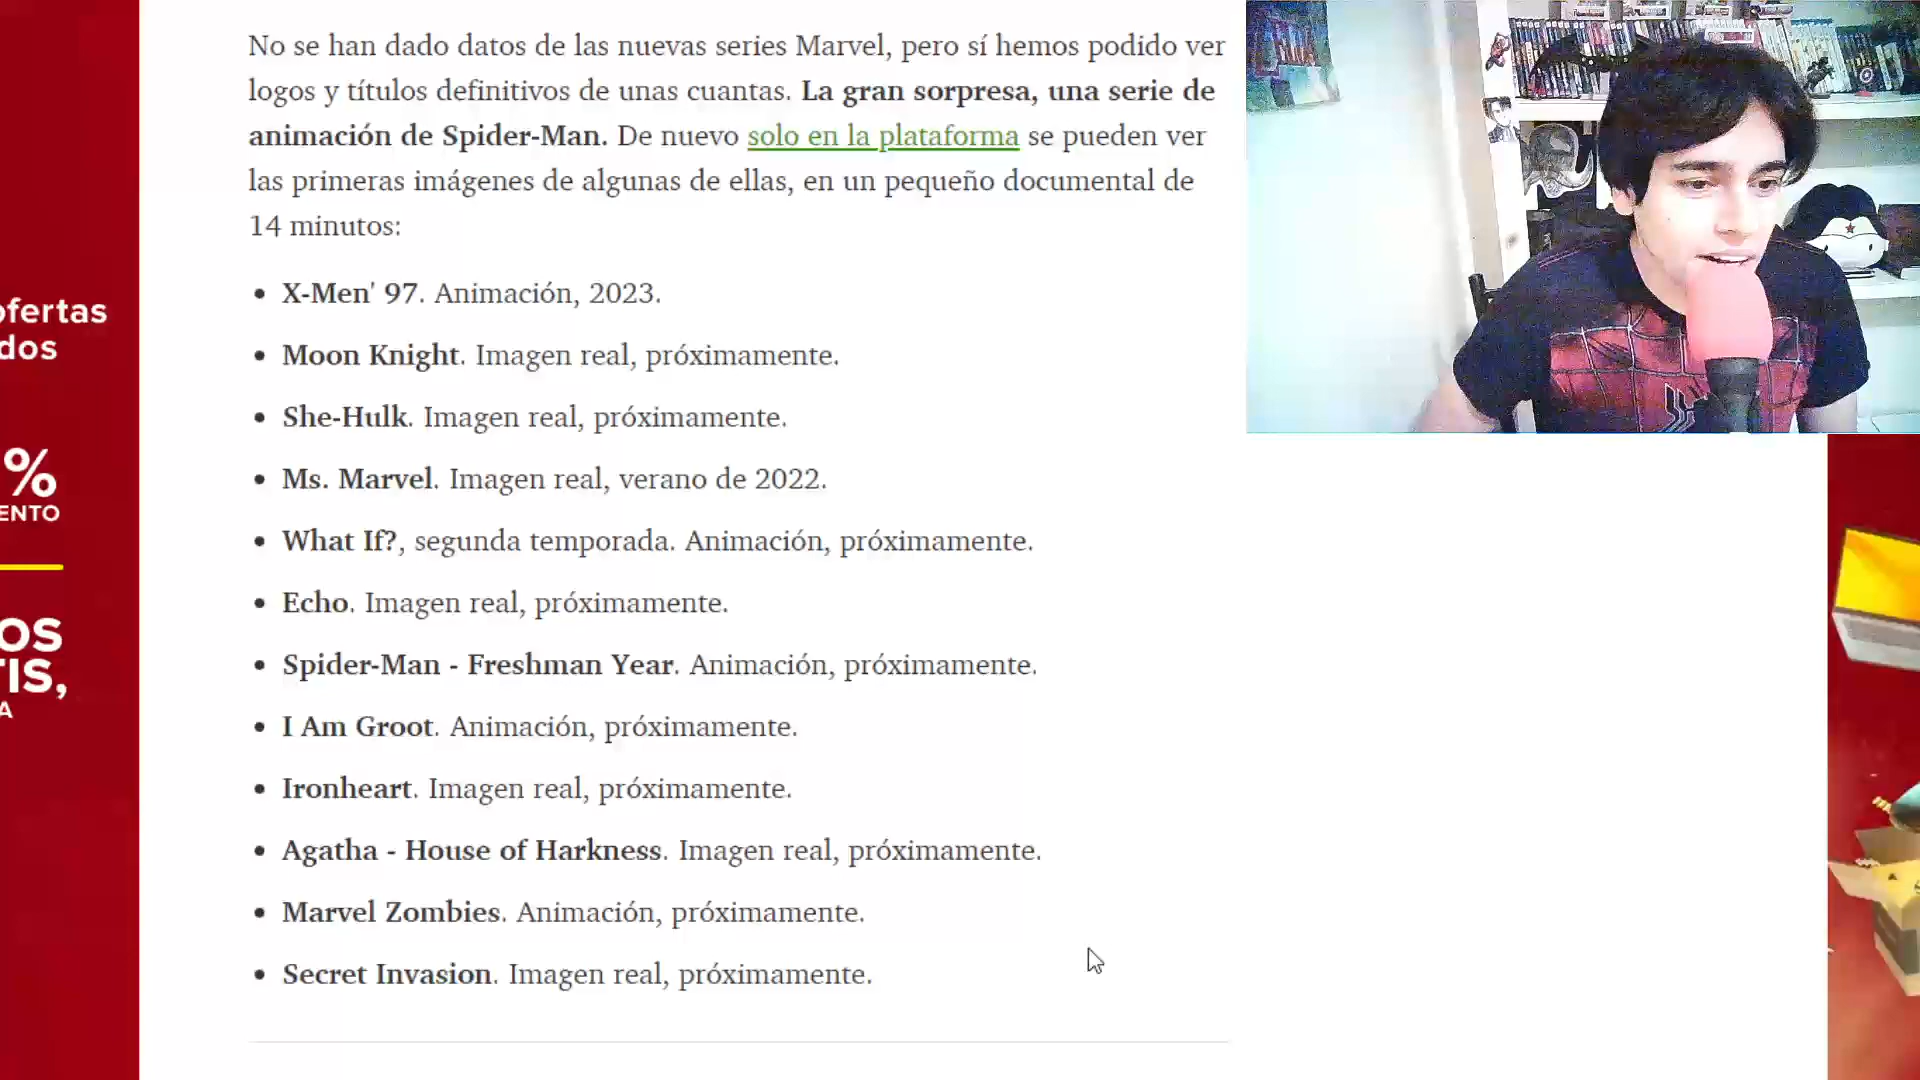 No se han dado datos de las nuevas series Marvel, pero sí hemos podido ver
logos y títulos definitivos de unas cuantas. La gran sorpresa, una serie de
animación de Spider-Man. De nuevo solo en la plataforma se pueden ver
las primeras imágenes de algunas de ellas, en un pequeño documental de
14 minutos:
• X-Men' 97. Animación, 2023.
• Moon Knight. Imagen real, próximamente.
• She-Hulk. Imagen real, próximamente.
• Ms. Marvel. Imagen real, verano de 2022.
• What If?, segunda temporada. Animación, próximamente.
• Echo. Imagen real, próximamente.
• Spider-Man - Freshman Year. Animación, próximamente.
• I Am Groot. Animación, próximamente.
• Ironheart. Imagen real, próximamente.
• Agatha - House of Harkness. Imagen real, próximamente.
• Marvel Zombies. Animación, próximamente.
• Secret Invasion. Imagen real, próximamente.
ofertas
dos
%
ENTO
OS
TIS,
A